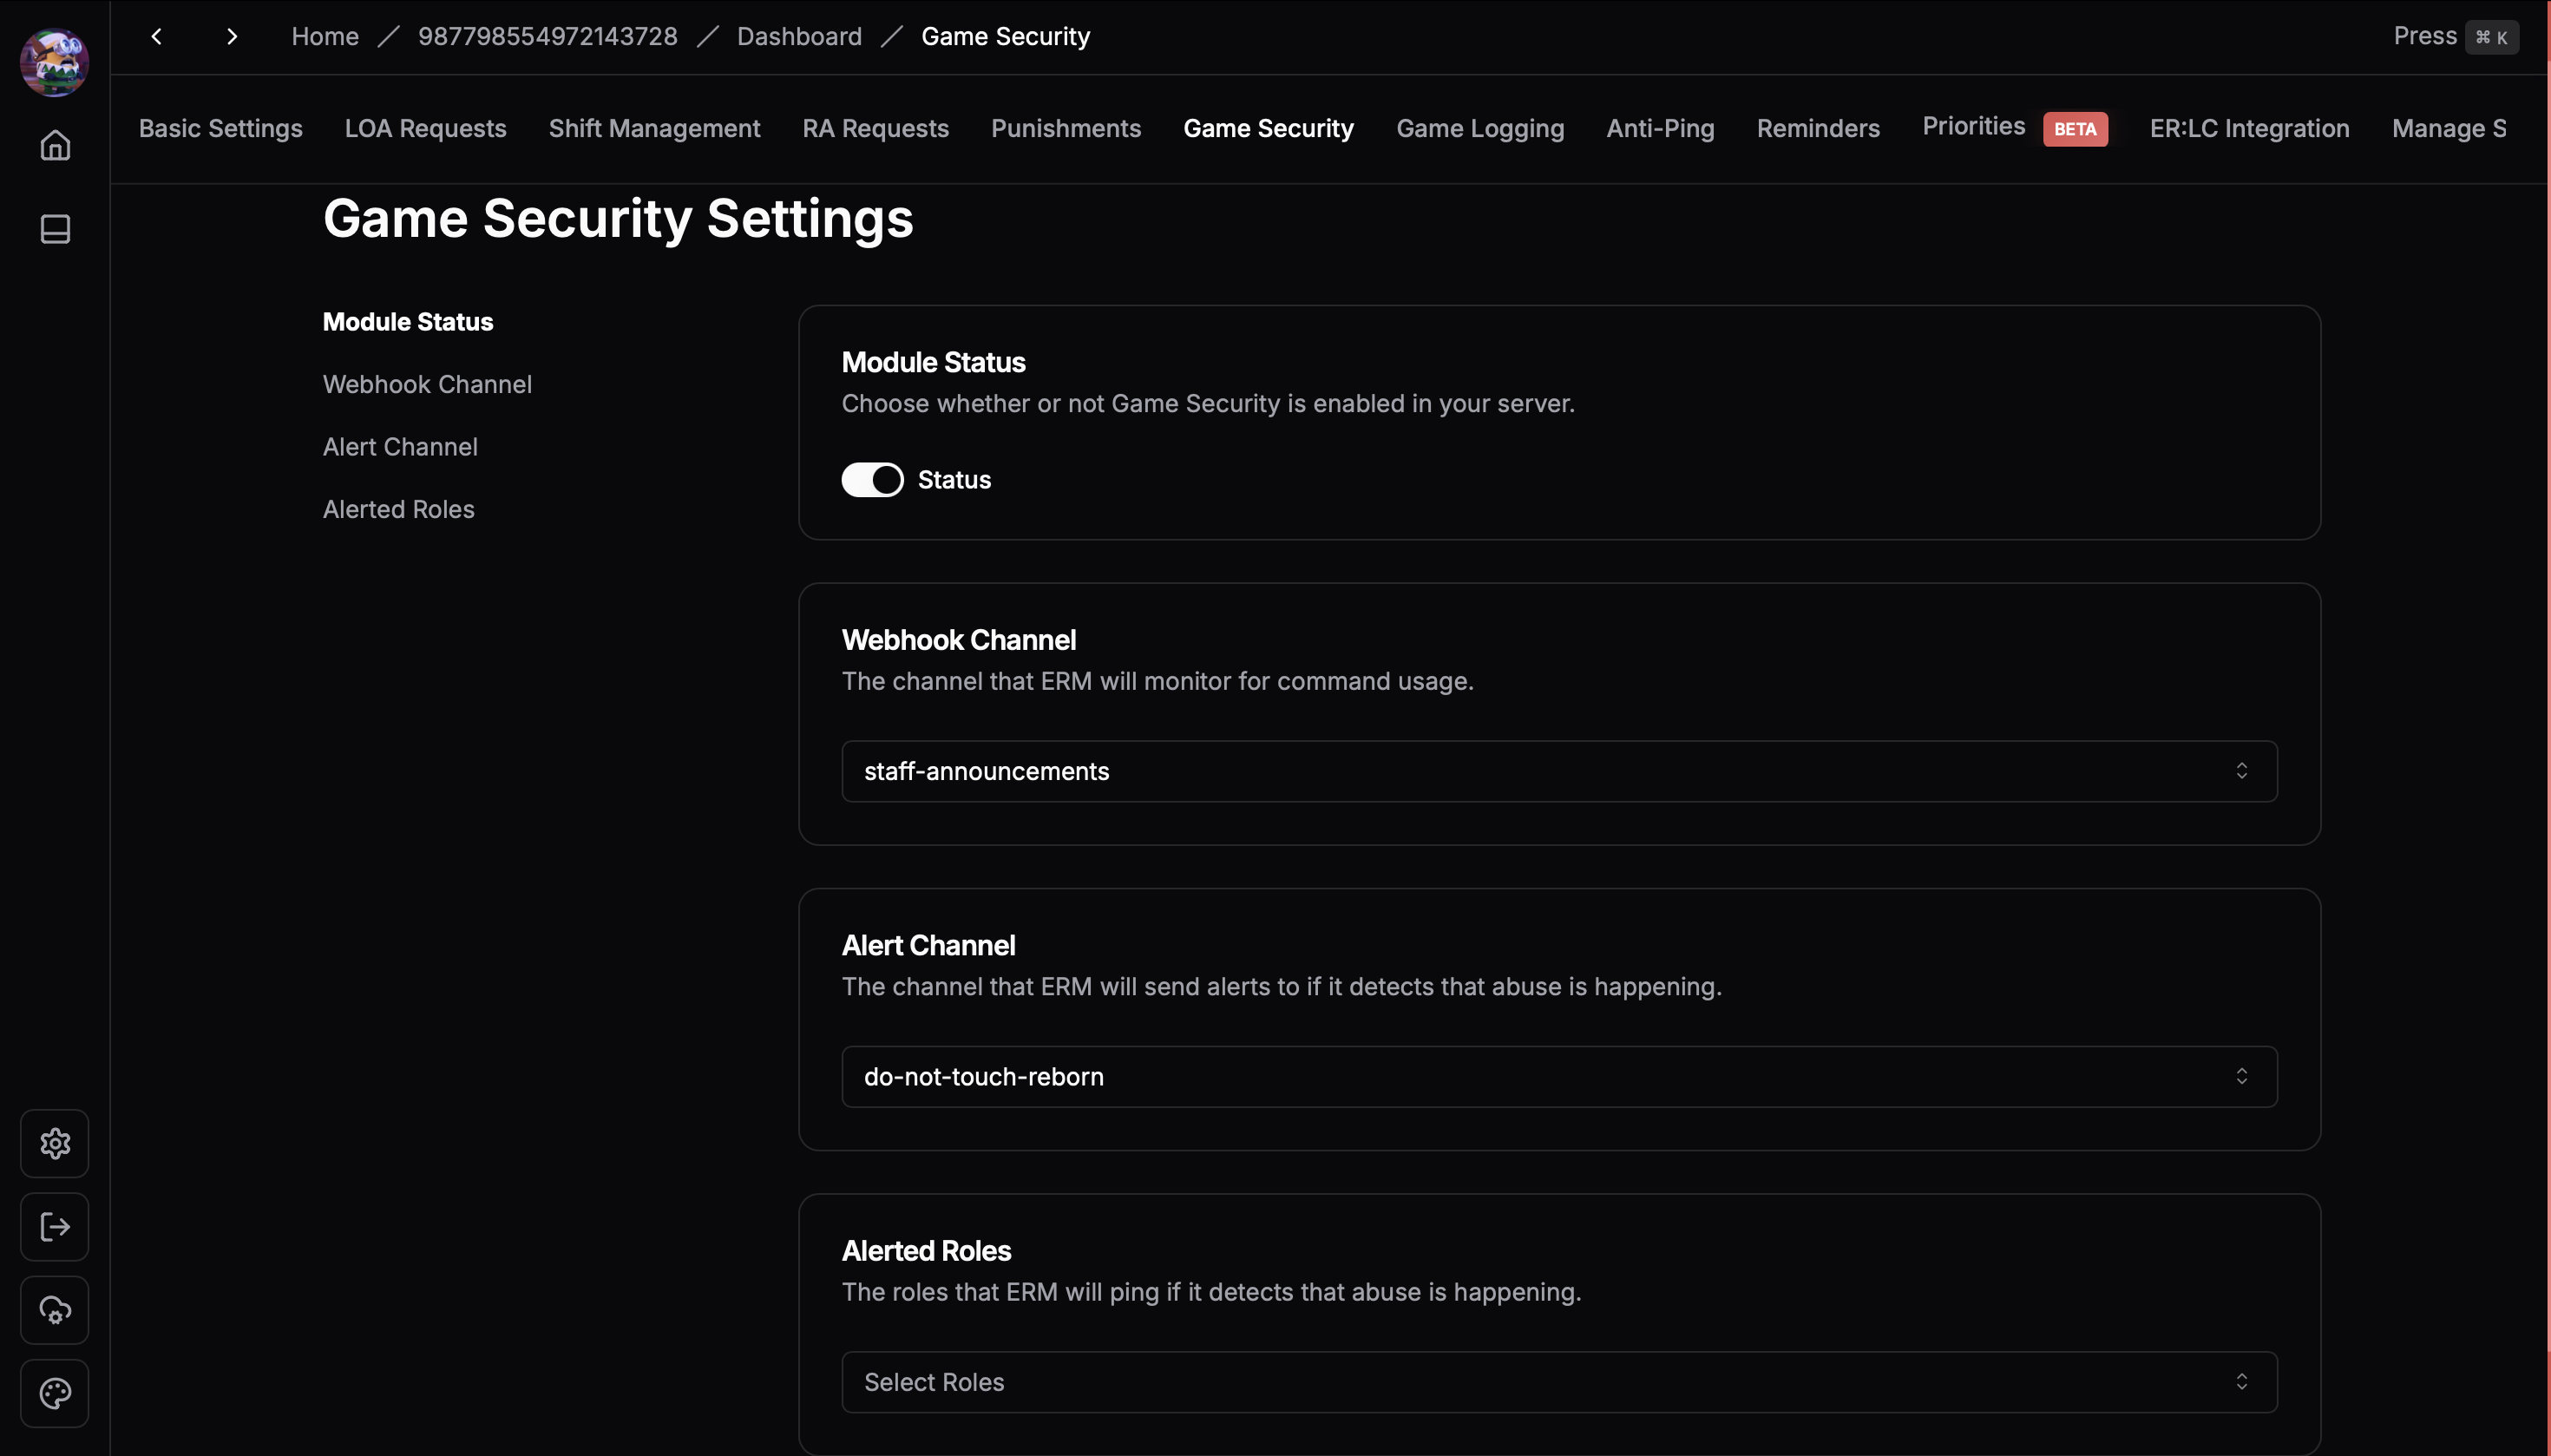 Home / 987798554972143728 / Dashboard / Game Security
Press ⌘ K
Basic Settings LOA Requests Shift Management RA Requests Punishments Game Security Game Logging Anti-Ping Reminders Priorities BETA ER:LC Integration Manage S
Game Security Settings
Module Status
Webhook Channel
Alert Channel
Alerted Roles
Module Status
Choose whether or not Game Security is enabled in your server.
Status
Webhook Channel
The channel that ERM will monitor for command usage.
staff-announcements
Alert Channel
The channel that ERM will send alerts to if it detects that abuse is happening.
do-not-touch-reborn
Alerted Roles
The roles that ERM will ping if it detects that abuse is happening.
Select Roles